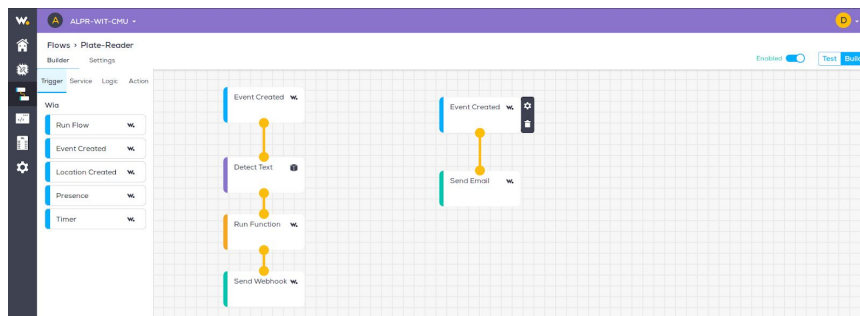 W.
A ALPR-WIT-CMU
D
Flows > Plate-Reader
Builder Settings
Enabled
Test Build
Trigger Service Logic Action
Wia
Run Flow W.
Event Created W.
Location Created W.
Presence W.
Timer W.
Event Created W.
Detect Text
Run Function W.
Send Webhook W.
Event Created W.
Send Email W.